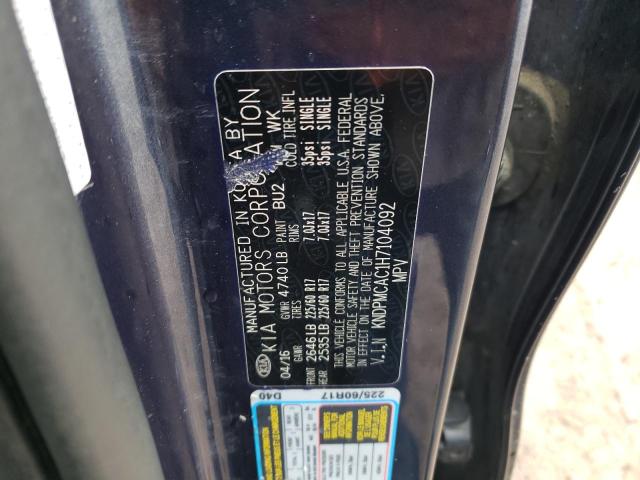 MANUFACTURED IN KOREA BY
KIA MOTORS CORPORATION
04/16 GVWR 4740 LB PAINT BU2 WK
GAWR TIRES RIMS COLD TIRE INFL
FRONT 2646LB 225/60 R17 7.0Jx17 35psi SINGLE
REAR 2535LB 225/60 R17 7.0Jx17 35psi SINGLE
THIS VEHICLE CONFORMS TO ALL APPLICABLE U.S.A. FEDERAL
MOTOR VEHICLE SAFETY AND THEFT PREVENTION STANDARDS
IN EFFECT ON THE DATE OF MANUFACTURE SHOWN ABOVE.
V.I.N KNDPMCAC1H7104092
MPV
D40
225/60R17